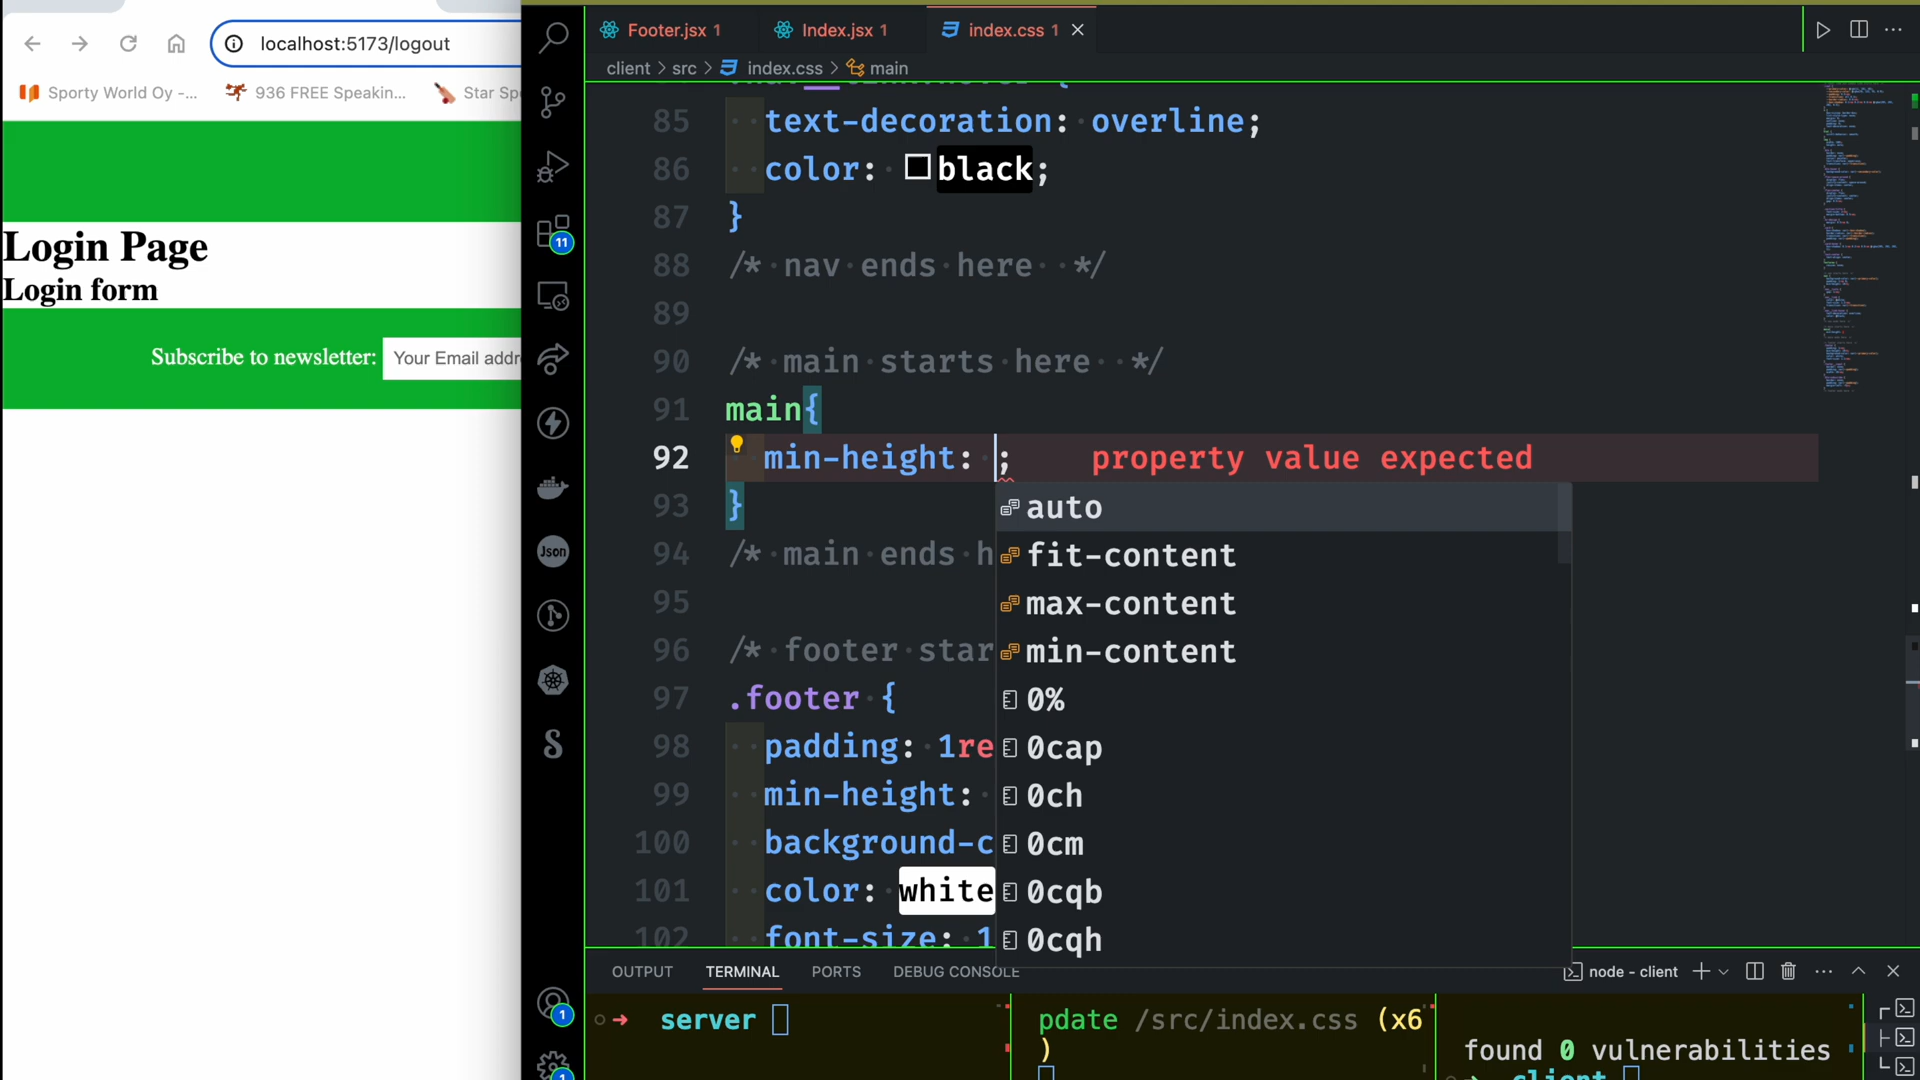 localhost:5173/logout
Sporty World Oy -...
936 FREE Speakin...
Star Spo
Login Page
Login form
Subscribe to newsletter:
Your Email addr
Footer.jsx 1
Index.jsx 1
index.css 1
client > src > index.css > main
85 text-decoration: overline;
86 color: black;
87 }
88 /* nav ends here */
89
90 /* main starts here */
91 main{
92 min-height: ; property value expected
93 }
94 /* main ends h
95
96 /* footer star
97 .footer {
98 padding: 1re
99 min-height:
100 background-c
101 color: white
102 font-size: 1
auto
fit-content
max-content
min-content
0%
0cap
0ch
0cm
0cqb
0cqh
11
Json
1
1
OUTPUT
TERMINAL
PORTS
DEBUG CONSOLE
node - client
server
pdate /src/index.css (x6
)
found 0 vulnerabilities
client